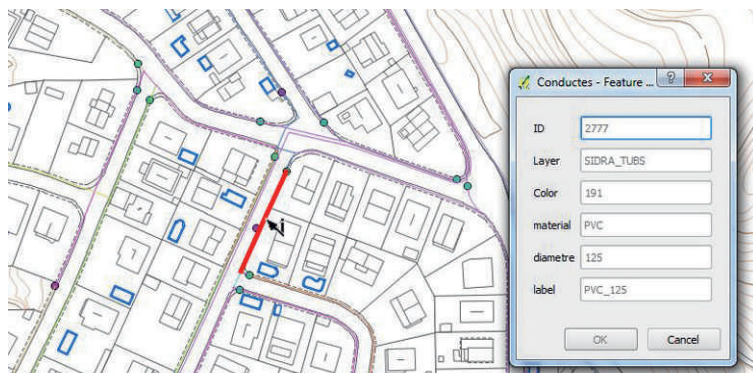 Conductes - Feature ...
ID 2777
Layer SIDRA_TUBS
Color 191
material PVC
diametre 125
label PVC_125
OK Cancel